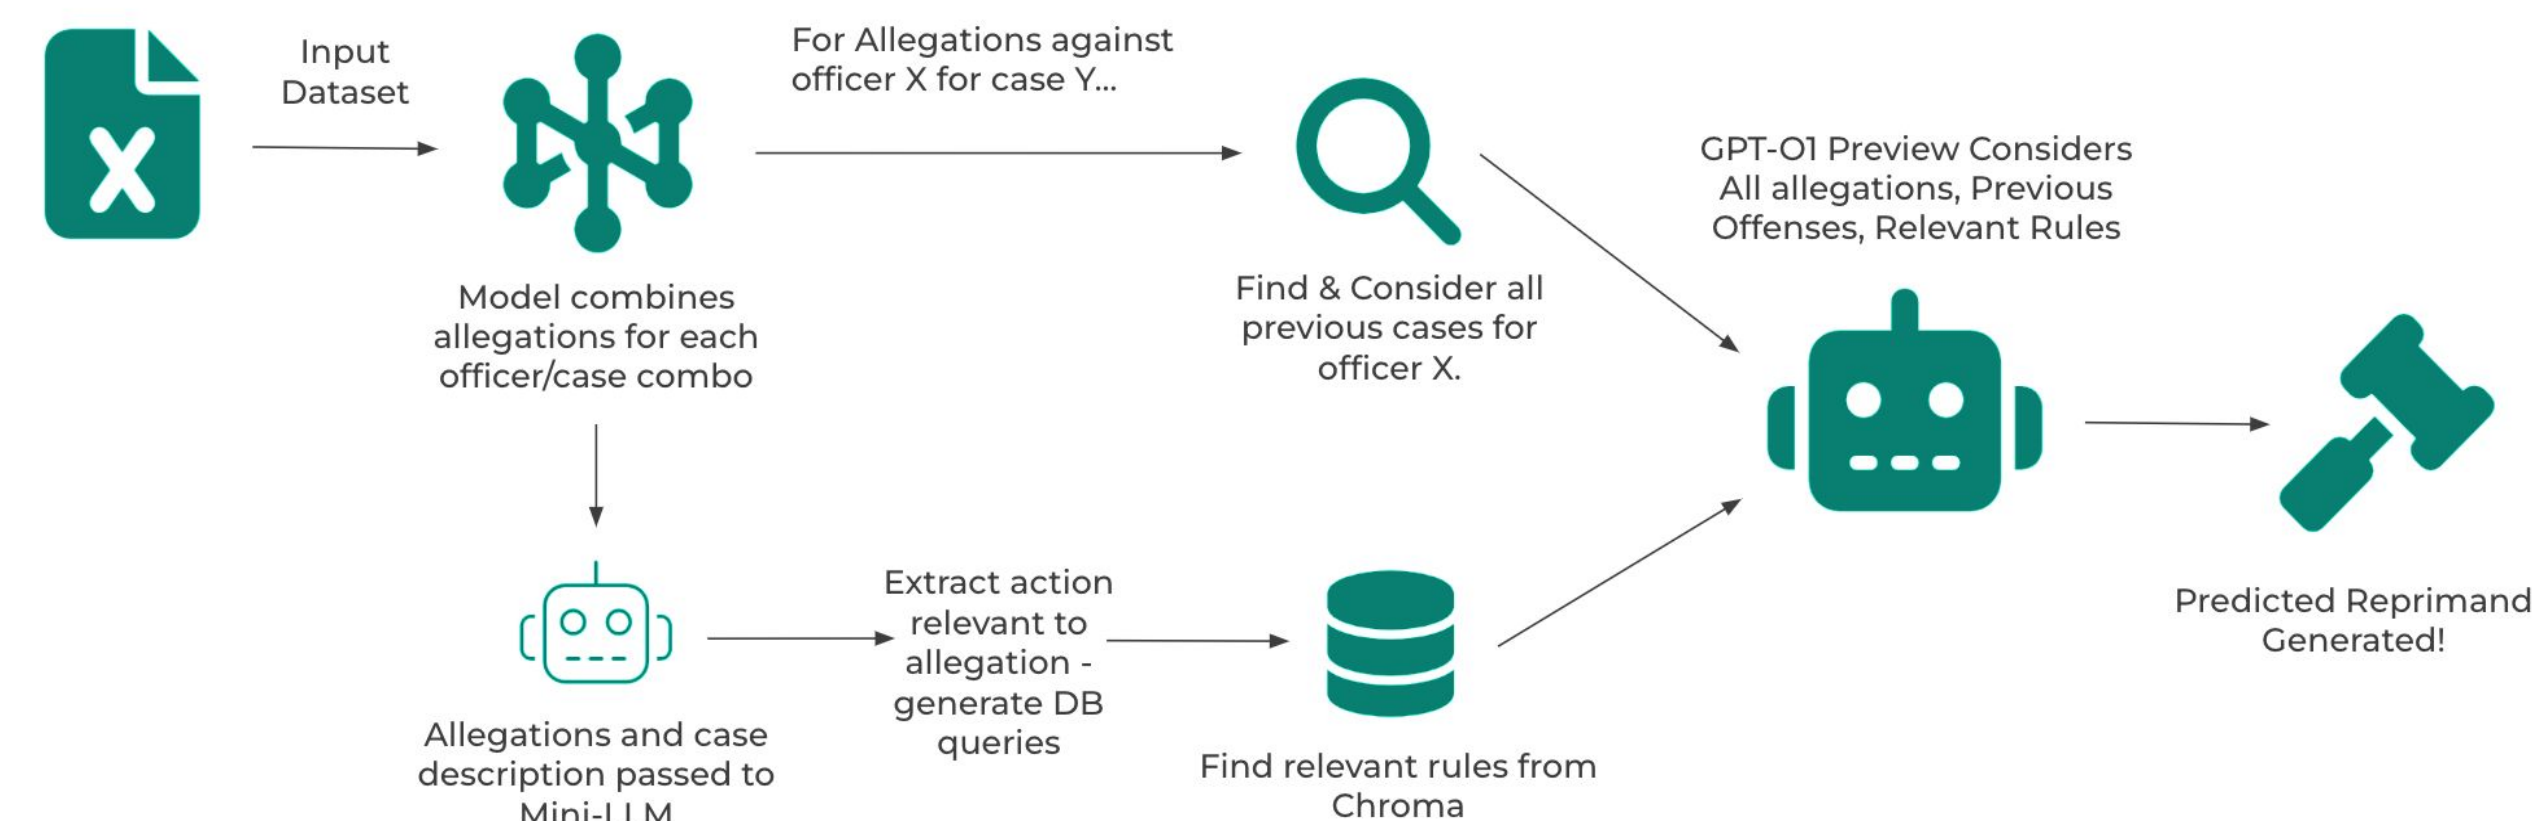 Input
Dataset
For Allegations against
officer X for case Y...
GPT-O1 Preview Considers
All allegations, Previous
Offenses, Relevant Rules
Model combines
allegations for each
officer/case combo
Find & Consider all
previous cases for
officer X.
Extract action
relevant to
allegation -
generate DB
queries
Predicted Reprimand
Generated!
Allegations and case
description passed to
Mini-LLM
Find relevant rules from
Chroma